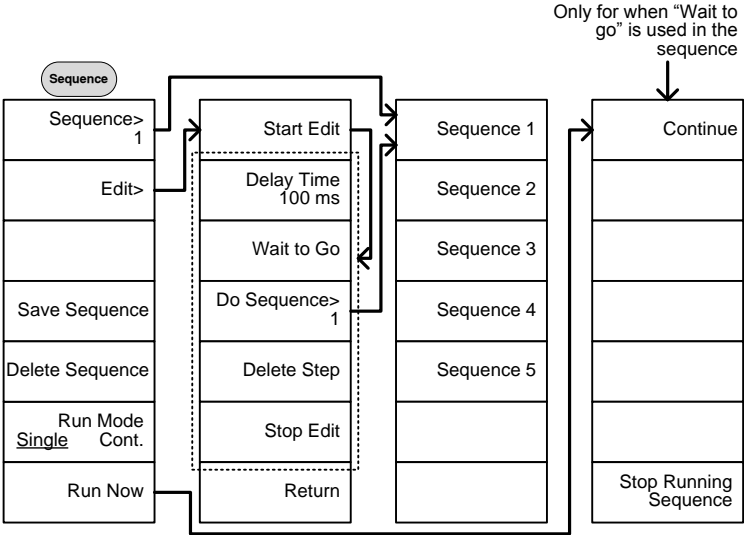 Only for when “Wait to
go” is used in the
sequence
Sequence
Sequence>
1
Edit>
Save Sequence
Delete Sequence
Run Mode
Single Cont.
Run Now
Start Edit
Delay Time
100 ms
Wait to Go
Do Sequence>
1
Delete Step
Stop Edit
Return
Sequence 1
Sequence 2
Sequence 3
Sequence 4
Sequence 5
Continue
Stop Running
Sequence